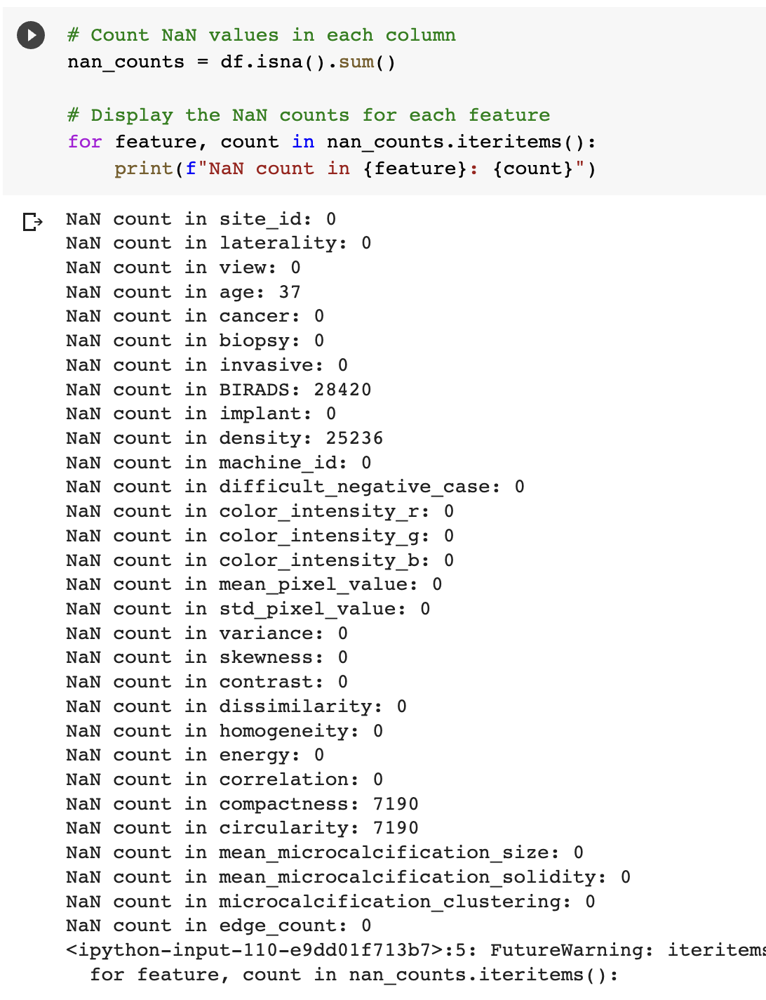 # Count NaN values in each column
nan_counts = df.isna().sum()
# Display the NaN counts for each feature
for feature, count in nan_counts.iteritems():
    print(f"NaN count in {feature}: {count}")
NaN count in site_id: 0
NaN count in laterality: 0
NaN count in view: 0
NaN count in age: 37
NaN count in cancer: 0
NaN count in biopsy: 0
NaN count in invasive: 0
NaN count in BIRADS: 28420
NaN count in implant: 0
NaN count in density: 25236
NaN count in machine_id: 0
NaN count in difficult_negative_case: 0
NaN count in color_intensity_r: 0
NaN count in color_intensity_g: 0
NaN count in color_intensity_b: 0
NaN count in mean_pixel_value: 0
NaN count in std_pixel_value: 0
NaN count in variance: 0
NaN count in skewness: 0
NaN count in contrast: 0
NaN count in dissimilarity: 0
NaN count in homogeneity: 0
NaN count in energy: 0
NaN count in correlation: 0
NaN count in compactness: 7190
NaN count in circularity: 7190
NaN count in mean_microcalcification_size: 0
NaN count in mean_microcalcification_solidity: 0
NaN count in microcalcification_clustering: 0
NaN count in edge_count: 0
<ipython-input-110-e9dd01f713b7>:5: FutureWarning: iteritems
  for feature, count in nan_counts.iteritems():